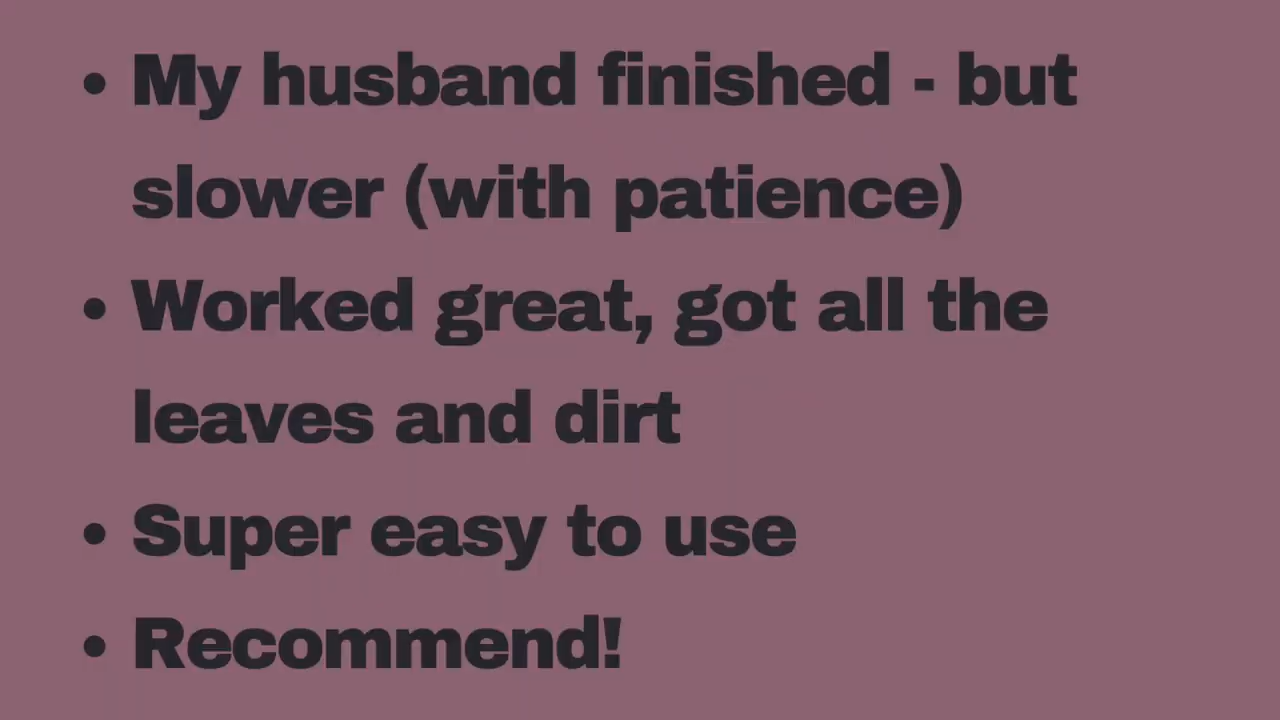 • My husband finished - but
slower (with patience)
• Worked great, got all the
leaves and dirt
• Super easy to use
• Recommend!